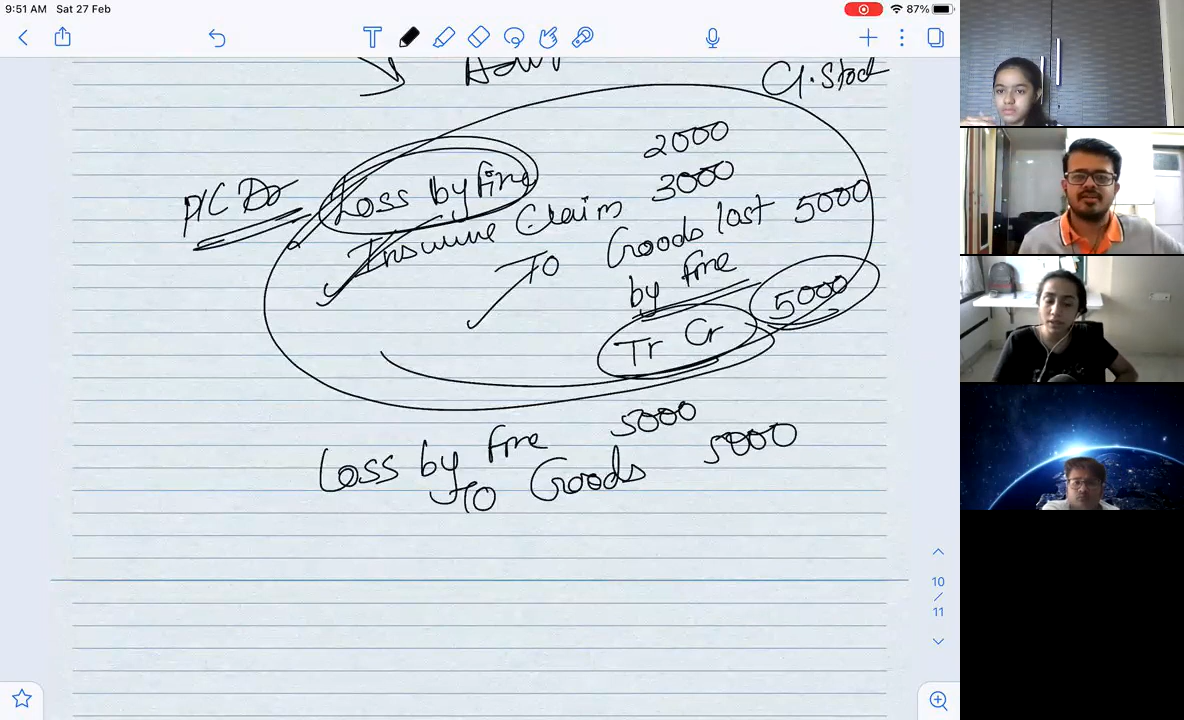 9:51 AM Sat 27 Feb
87%
T
G. Stock
P/L Dr
Loss by Fire 2000
Claim 3000
To Goods lost 5000
by Fire
Tr Cr 5000
Loss by Fire 5000
To Goods 5000
10
/
11